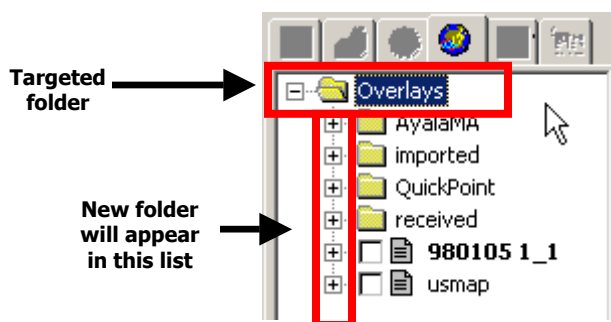 Targeted
folder
Overlays
AyalaMA
imported
QuickPoint
New folder
will appear
in this list
received
980105 1_1
usmap